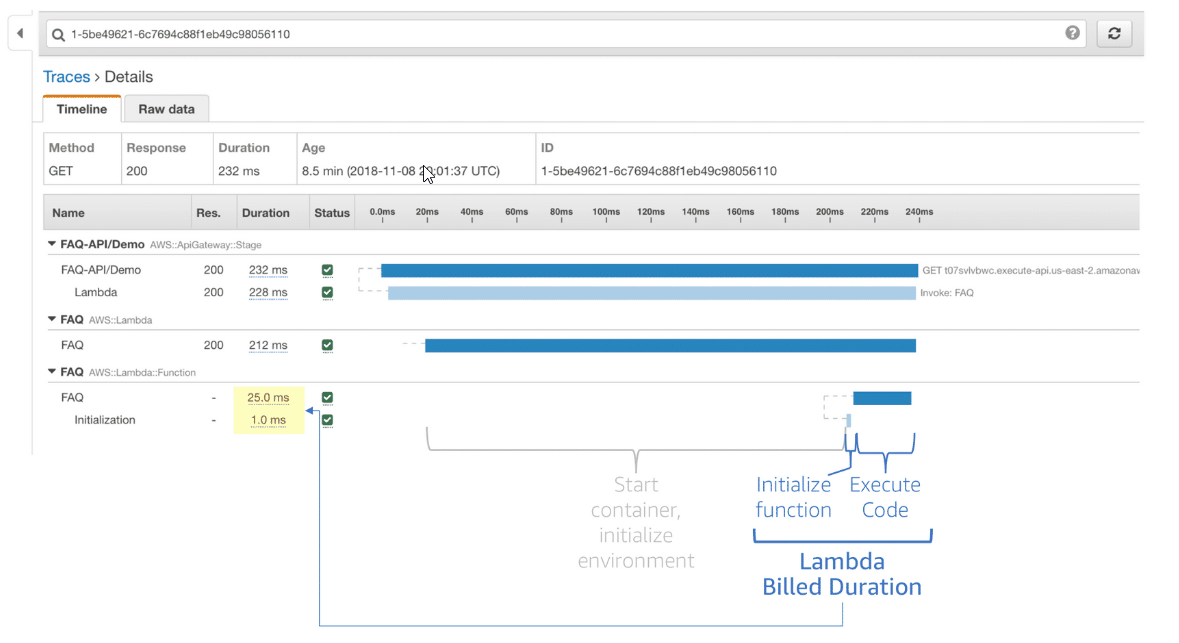 1-5be49621-6c7694c88f1eb49c98056110
Traces > Details
Timeline Raw data
Method Response Duration Age ID
GET 200 232 ms 8.5 min (2018-11-08 :01:37 UTC) 1-5be49621-6c7694c88f1eb49c98056110
Name Res. Duration Status 0.0ms 20ms 40ms 60ms 80ms 100ms 120ms 140ms 160ms 180ms 200ms 220ms 240ms
FAQ-API/Demo AWS::ApiGateway::Stage
FAQ-API/Demo 200 232 ms GET t07svlvbwc.execute-api.us-east-2.amazonaw
Lambda 200 228 ms Invoke: FAQ
FAQ AWS::Lambda
FAQ 200 212 ms
FAQ AWS::Lambda::Function
FAQ - 25.0 ms
Initialization - 1.0 ms
Start
container,
initialize
environment
Initialize
function
Execute
Code
Lambda
Billed Duration